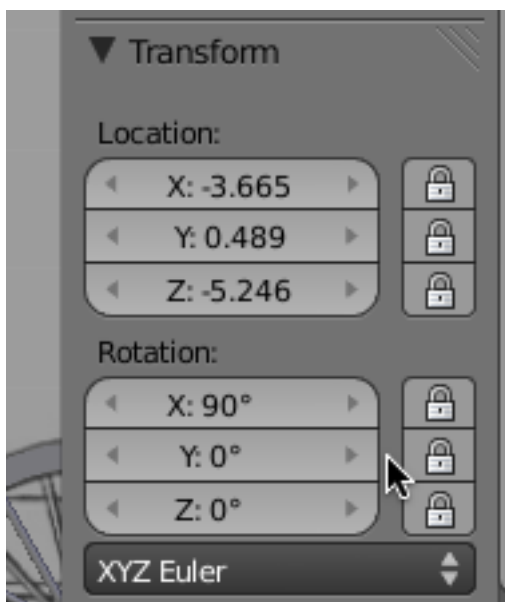 Transform
Location:
X: -3.665
Y: 0.489
Z: -5.246
Rotation:
X: 90°
Y: 0°
Z: 0°
XYZ Euler